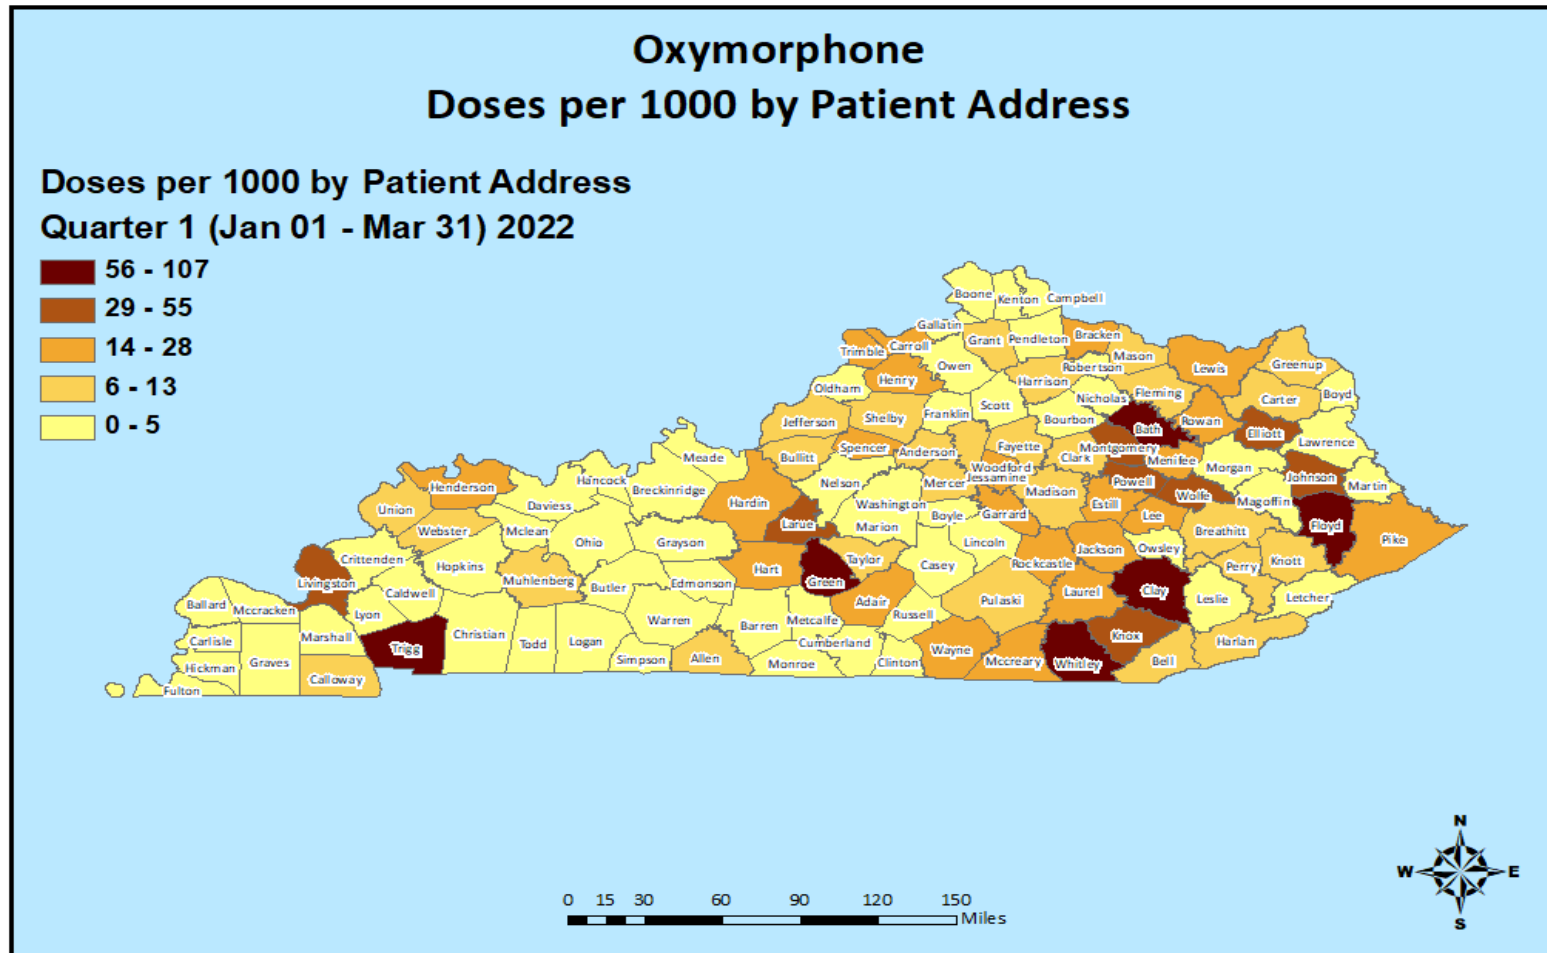 Oxymorphone
Doses per 1000 by Patient Address
Doses per 1000 by Patient Address
Quarter 1 (Jan 01 - Mar 31) 2022
56 - 107
29 - 55
14 - 28
6 - 13
0 - 5
Boone
Kenton
Campbell
Gallatin
Grant
Pendleton
Bracken
Trimble
Carroll
Mason
Owen
Robertson
Lewis
Greenup
Henry
Harrison
Oldham
Nicholas
Fleming
Carter
Boyd
Jefferson
Shelby
Franklin
Scott
Bourbon
Bath
Rowan
Elliott
Lawrence
Bullitt
Spencer
Anderson
Fayette
Clark
Montgomery
Meade
Woodford
Menifee
Morgan
Hancock
Breckinridge
Nelson
Mercer
Jessamine
Madison
Powell
Johnson
Martin
Henderson
Daviess
Hardin
Washington
Estill
Wolfe
Magoffin
Union
Larue
Marion
Boyle
Garrard
Lee
Floyd
Webster
Mclean
Ohio
Grayson
Lincoln
Breathitt
Pike
Crittenden
Hopkins
Hart
Taylor
Casey
Rockcastle
Jackson
Owsley
Perry
Knott
Livingston
Muhlenberg
Butler
Edmonson
Green
Caldwell
Adair
Pulaski
Laurel
Clay
Leslie
Letcher
Ballard
Mccracken
Lyon
Warren
Barren
Metcalfe
Russell
Carlisle
Marshall
Trigg
Christian
Todd
Logan
Cumberland
Wayne
Knox
Harlan
Hickman
Graves
Simpson
Allen
Monroe
Clinton
Mccreary
Whitley
Bell
Fulton
Calloway
N
W E
S
0 15 30 60 90 120 150
Miles